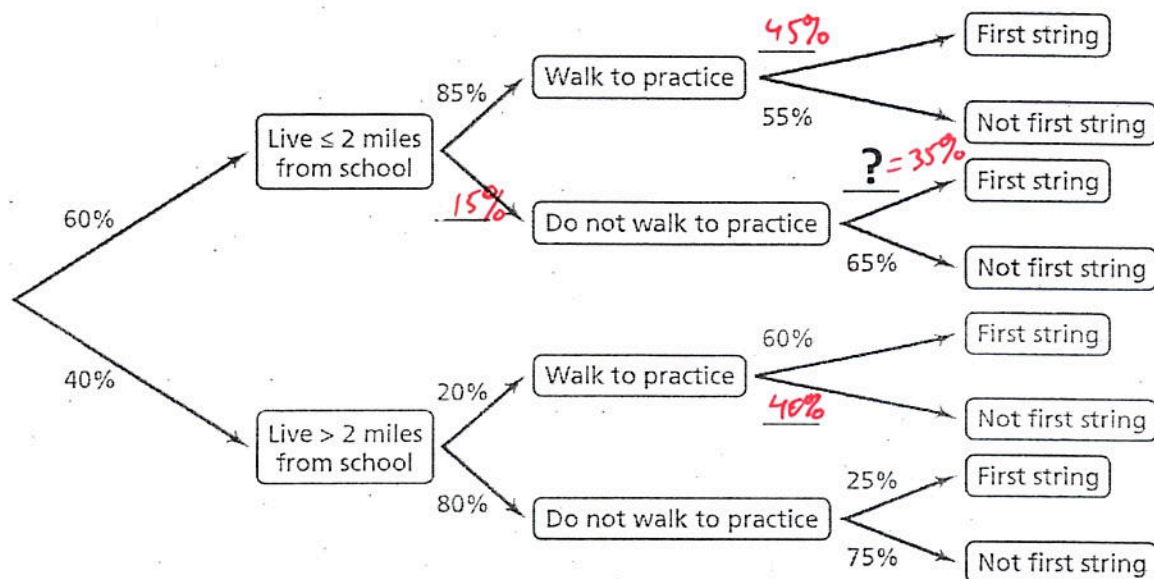 45%
First string
Walk to practice
85%
55%
Not first string
Live ≤ 2 miles
from school
? = 35%
First string
15%
60%
Do not walk to practice
65%
Not first string
First string
60%
Walk to practice
40%
20%
40%
Not first string
Live > 2 miles
from school
First string
25%
80%
Do not walk to practice
75%
Not first string